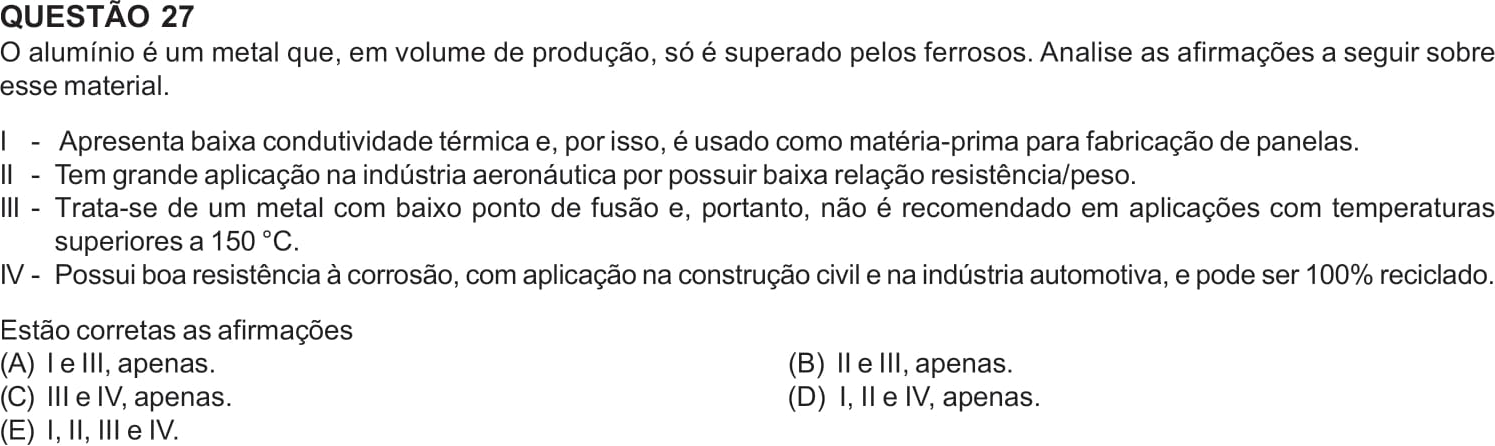 QUESTÃO 27
O alumínio é um metal que, em volume de produção, só é superado pelos ferrosos. Analise as afirmações a seguir sobre
esse material.
I - Apresenta baixa condutividade térmica e, por isso, é usado como matéria-prima para fabricação de panelas.
II - Tem grande aplicação na indústria aeronáutica por possuir baixa relação resistência/peso.
III - Trata-se de um metal com baixo ponto de fusão e, portanto, não é recomendado em aplicações com temperaturas
superiores a 150 °C.
IV - Possui boa resistência à corrosão, com aplicação na construção civil e na indústria automotiva, e pode ser 100% reciclado.
Estão corretas as afirmações
(A) I e III, apenas. (B) II e III, apenas.
(C) III e IV, apenas. (D) I, II e IV, apenas.
(E) I, II, III e IV.